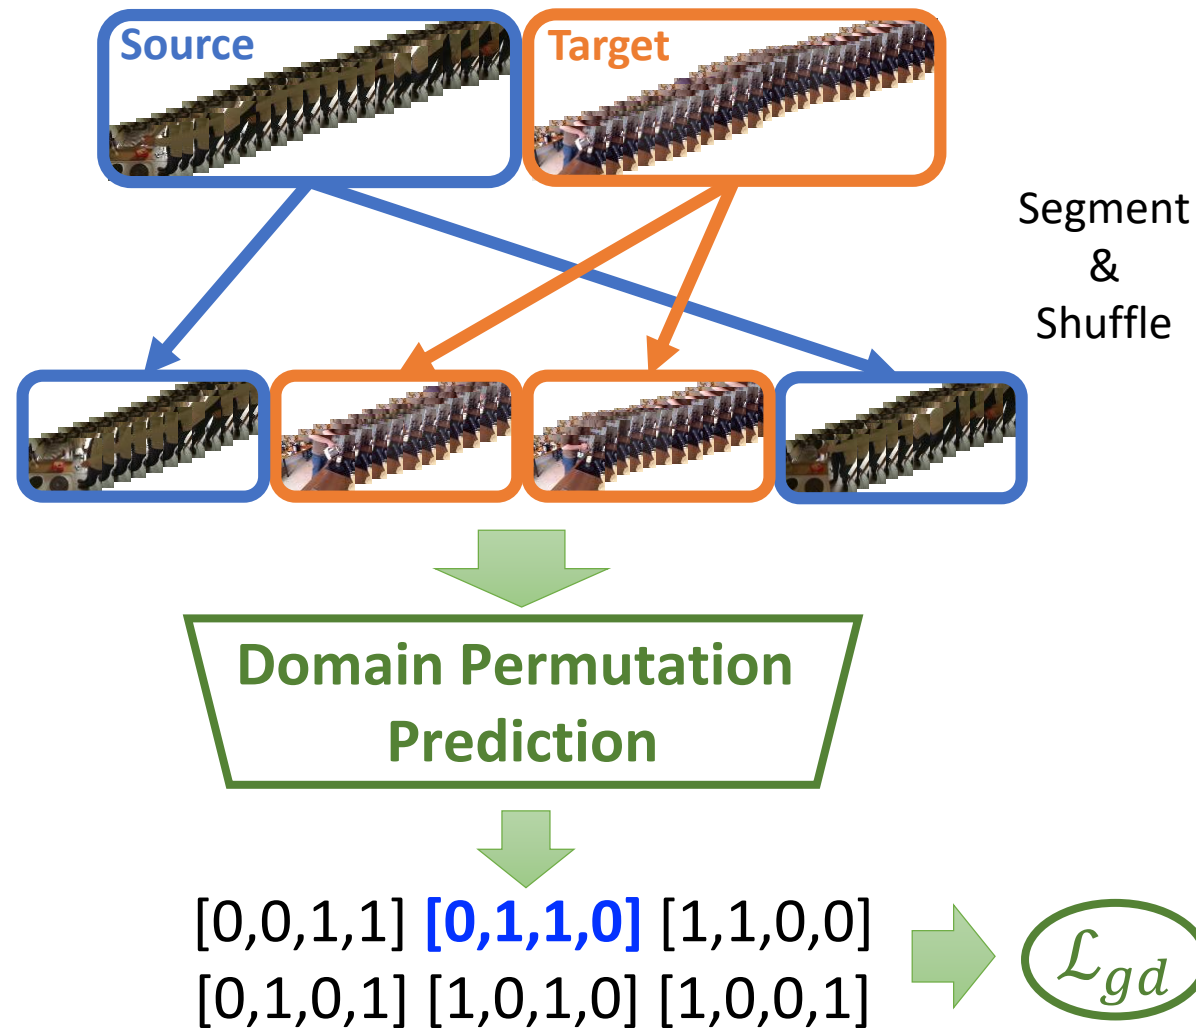 Source
Target
Segment
&
Shuffle
Domain Permutation
Prediction
[0,0,1,1] [0,1,1,0] [1,1,0,0]
[0,1,0,1] [1,0,1,0] [1,0,0,1]
ℒgd